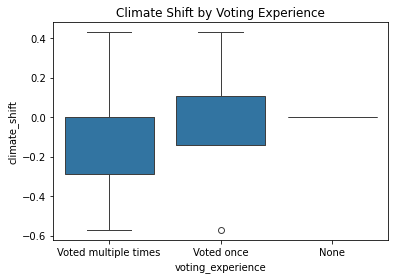 Climate Shift by Voting Experience
climate_shift
0.4
0.2
0.0
−0.2
−0.4
−0.6
Voted multiple times
Voted once
None
voting_experience